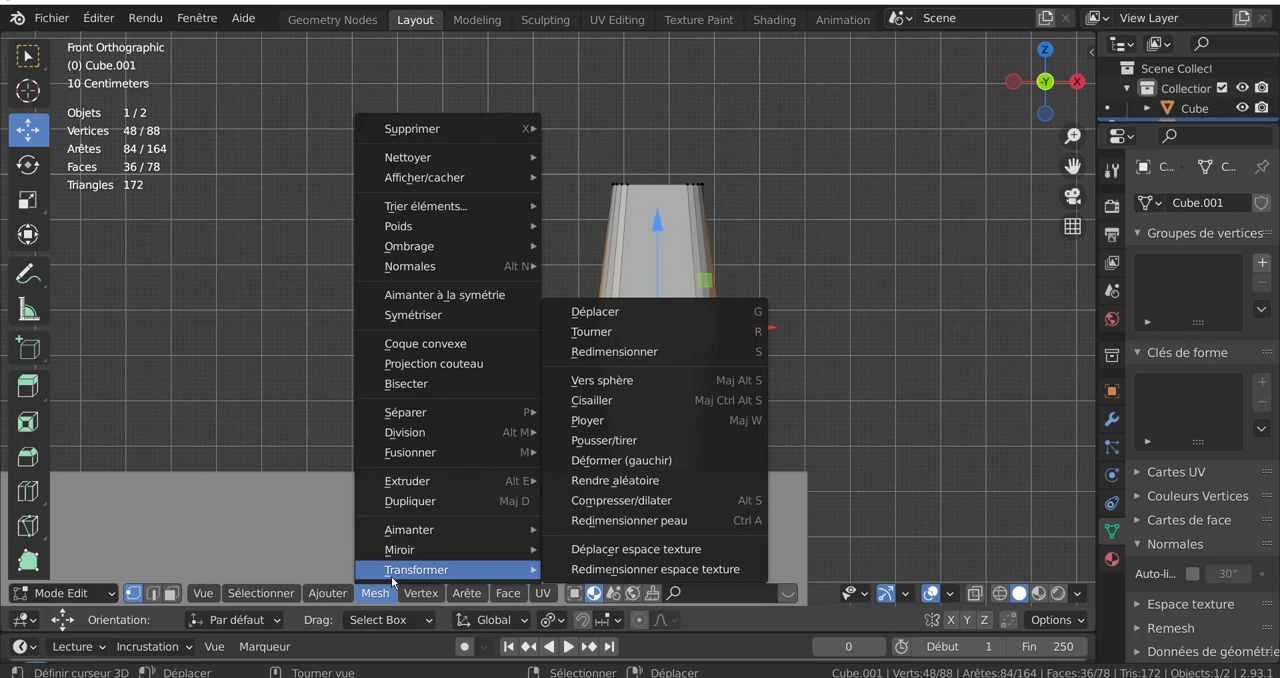 Fichier Éditer Rendu Fenêtre Aide Geometry Nodes Layout Modeling Sculpting UV Editing Texture Paint Shading Animation Scene View Layer
Front Orthographic
(0) Cube.001
10 Centimeters
Objets 1 / 2
Vertices 48 / 88
Arêtes 84 / 164
Faces 36 / 78
Triangles 172
Z
X
-Y
Supprimer X
Nettoyer
Afficher/cacher
Trier éléments...
Poids
Ombrage
Normales Alt N
Aimanter à la symétrie
Symétriser
Coque convexe
Projection couteau
Bisecter
Séparer P
Division Alt M
Fusionner M
Extruder Alt E
Dupliquer Maj D
Aimanter
Miroir
Transformer
Déplacer G
Tourner R
Redimensionner S
Vers sphère Maj Alt S
Cisailler Maj Ctrl Alt S
Ployer Maj W
Pousser/tirer
Déformer (gauchir)
Rendre aléatoire
Compresser/dilater Alt S
Redimensionner peau Ctrl A
Déplacer espace texture
Redimensionner espace texture
Scene Collect
Collection
Cube
C... C...
Cube.001
Groupes de vertices
Clés de forme
Cartes UV
Couleurs Vertices
Cartes de face
Normales
Auto-li... 30°
Espace texture
Remesh
Données de géométrie
Mode Edit Vue Sélectionner Ajouter Mesh Vertex Arête Face UV
Orientation: Par défaut Drag: Select Box Global X Y Z Options
Lecture Incrustation Vue Marqueur 0 Début 1 Fin 250
Définir curseur 3D Déplacer Tourner vue Sélectionner Déplacer Cube.001 | Verts:48/88 | Arêtes:84/164 | Faces:36/78 | Tris:172 | Objets:1/2 | 2.93.1